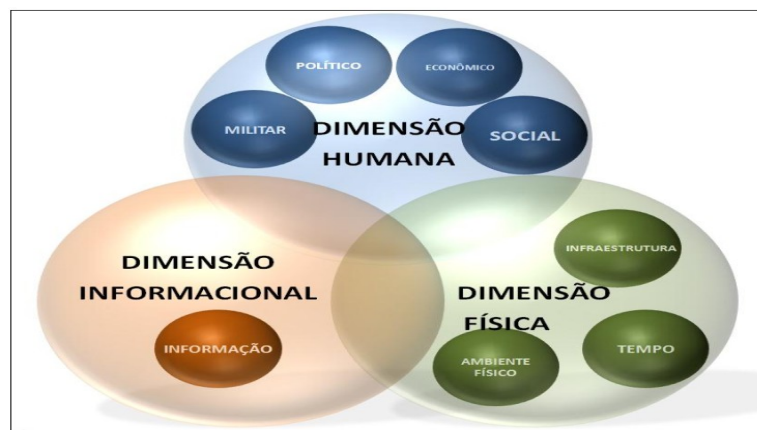 POLÍTICO
ECONÔMICO
MILITAR
SOCIAL
DIMENSÃO
HUMANA
DIMENSÃO
INFORMACIONAL
INFORMAÇÃO
INFRAESTRUTURA
DIMENSÃO
FÍSICA
TEMPO
AMBIENTE
FÍSICO